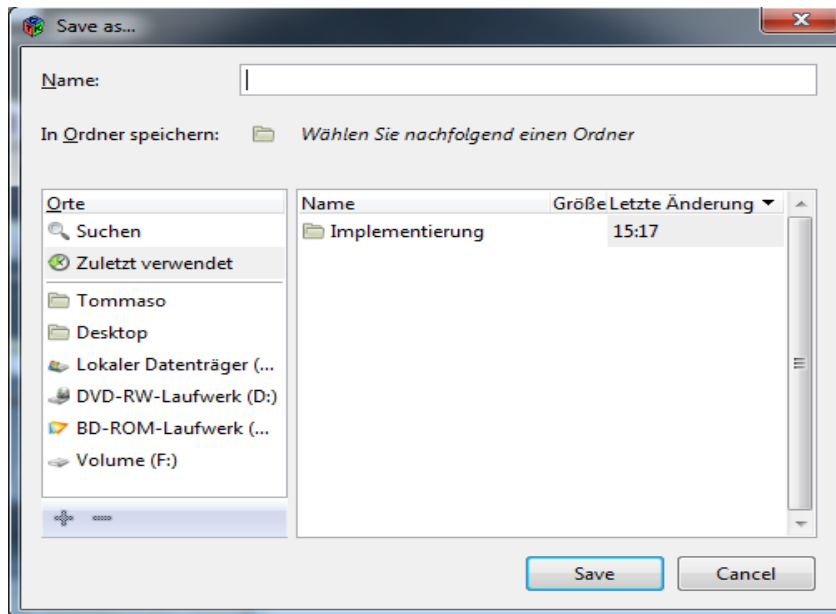 Save as...
Name:
In Ordner speichern: Wählen Sie nachfolgend einen Ordner
Orte
Suchen
Zuletzt verwendet
Tommaso
Desktop
Lokaler Datenträger (...
DVD-RW-Laufwerk (D:)
BD-ROM-Laufwerk (...
Volume (F:)
Name Größe Letzte Änderung
Implementierung 15:17
Save Cancel